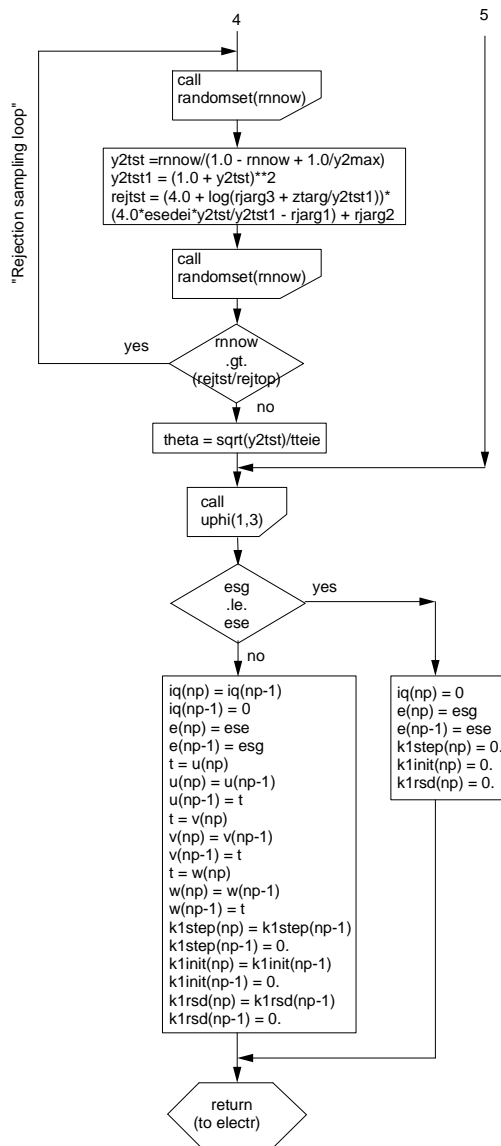 4
5
"Rejection sampling loop"
call
randomset(rnnow)
y2tst =rnnow/(1.0 - rnnow + 1.0/y2max)
y2tst1 = (1.0 + y2tst)**2
rejtst = (4.0 + log(rjarg3 + ztarg/y2tst1))*
(4.0*esedei*y2tst/y2tst1 - rjarg1) + rjarg2
call
randomset(rnnow)
yes
rnnow
.gt.
(rejtst/rejtop)
no
theta = sqrt(y2tst)/tteie
call
uphi(1,3)
esg
.le.
ese
yes
no
iq(np) = iq(np-1)
iq(np-1) = 0
e(np) = ese
e(np-1) = esg
t = u(np)
u(np) = u(np-1)
u(np-1) = t
t = v(np)
v(np) = v(np-1)
v(np-1) = t
t = w(np)
w(np) = w(np-1)
w(np-1) = t
k1step(np) = k1step(np-1)
k1step(np-1) = 0.
k1init(np) = k1init(np-1)
k1init(np-1) = 0.
k1rsd(np) = k1rsd(np-1)
k1rsd(np-1) = 0.
iq(np) = 0
e(np) = esg
e(np-1) = ese
k1step(np) = 0.
k1init(np) = 0.
k1rsd(np) = 0.
return
(to electr)